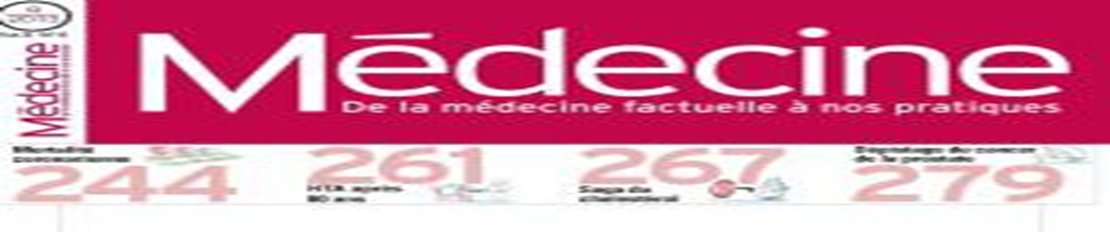 Médecine
Médecine
De la médecine factuelle à nos pratiques
244
261
HTA après
80 ans
267
Saga du
cholestérol
Dépistage du cancer
de la prostate
279